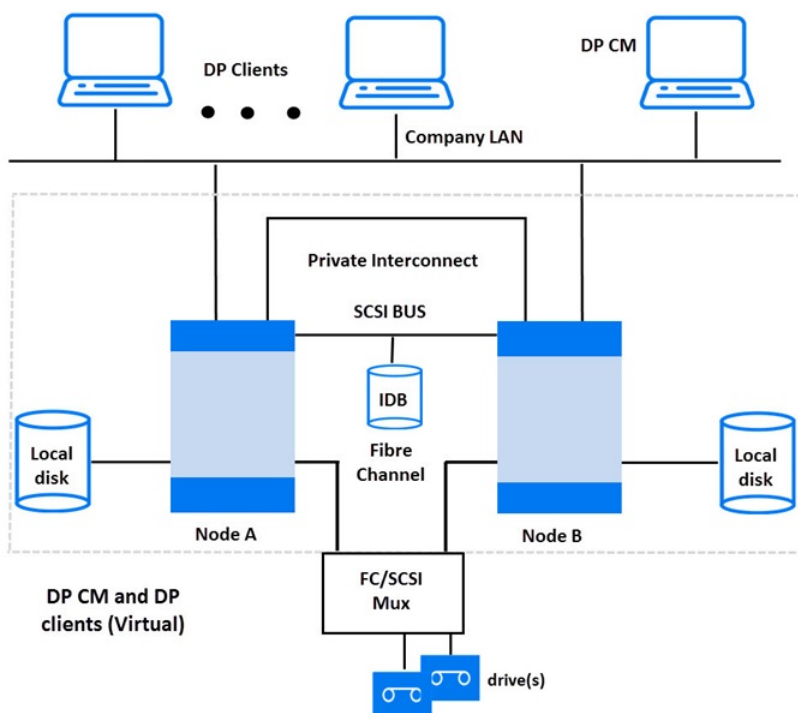 DP Clients
DP CM
Company LAN
Private Interconnect
SCSI BUS
IDB
Fibre
Channel
Local
disk
Local
disk
Node A
Node B
FC/SCSI
Mux
DP CM and DP
clients (Virtual)
drive(s)